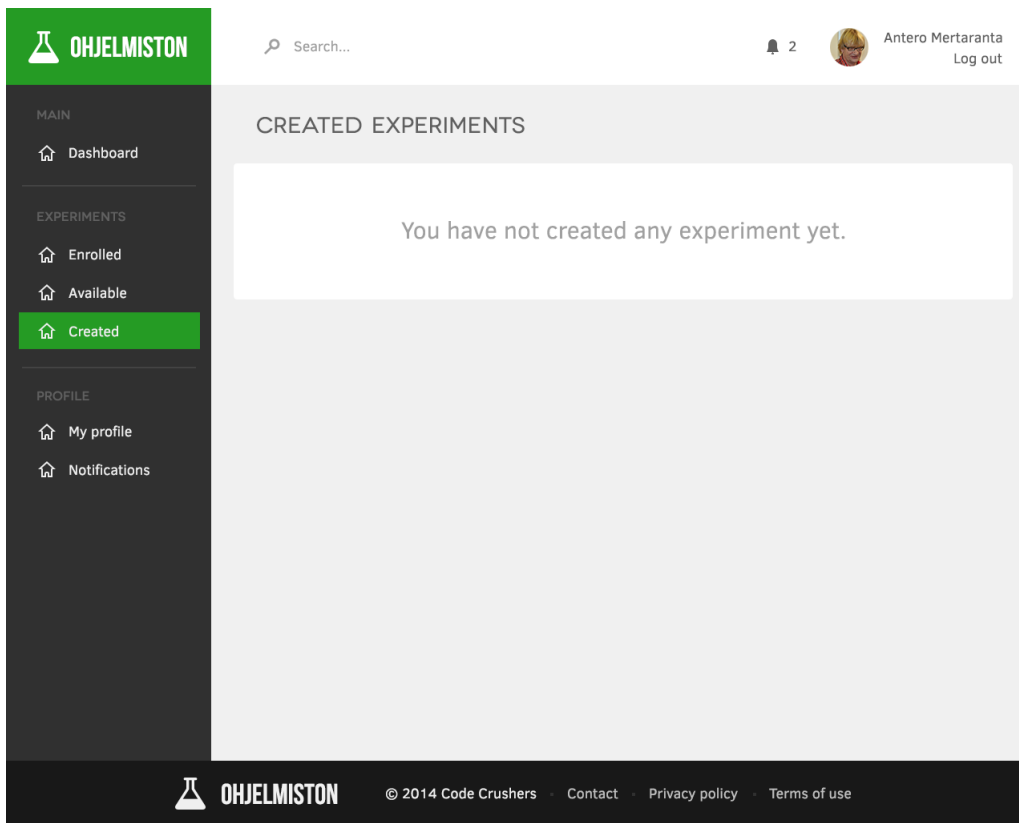 OHJELMISTON
Search...
2
Antero Mertaranta
Log out
MAIN
Dashboard
EXPERIMENTS
Enrolled
Available
Created
PROFILE
My profile
Notifications
CREATED EXPERIMENTS
You have not created any experiment yet.
OHJELMISTON © 2014 Code Crushers · Contact · Privacy policy · Terms of use